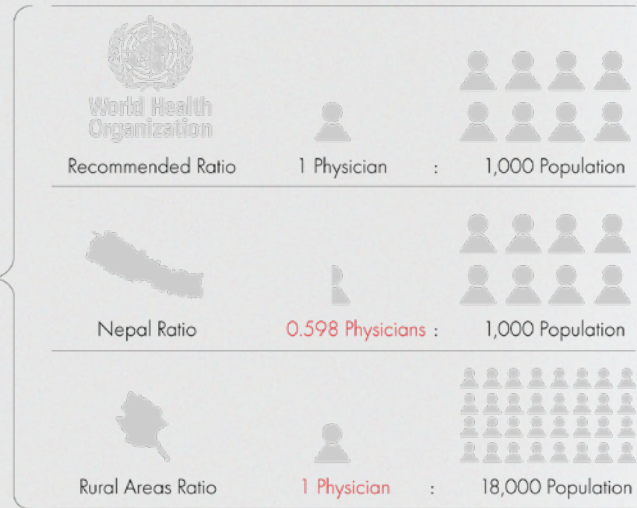 World Health
Organization
Recommended Ratio 1 Physician : 1,000 Population
Nepal Ratio 0.598 Physicians : 1,000 Population
Rural Areas Ratio 1 Physician : 18,000 Population